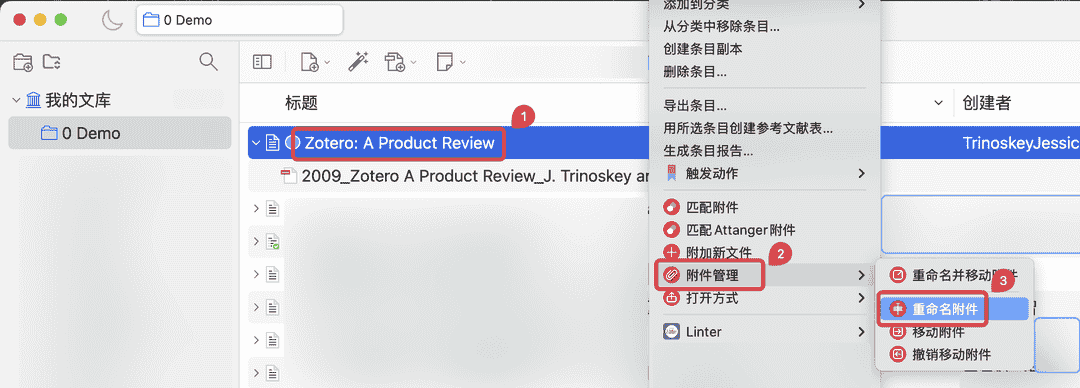 0 Demo
我的文库
0 Demo
标题
创建者
1
Zotero: A Product Review
TrinoskeyJessic
2009_Zotero A Product Review_J. Trinoskey
添加到分类
从分类中移除条目...
创建条目副本
删除条目...
导出条目...
用所选条目创建参考文献表...
生成条目报告...
触发动作
匹配附件
匹配Attanger附件
附加新文件
2
附件管理
打开方式
Linter
重命名并移动附件
3
重命名附件
移动附件
撤销移动附件